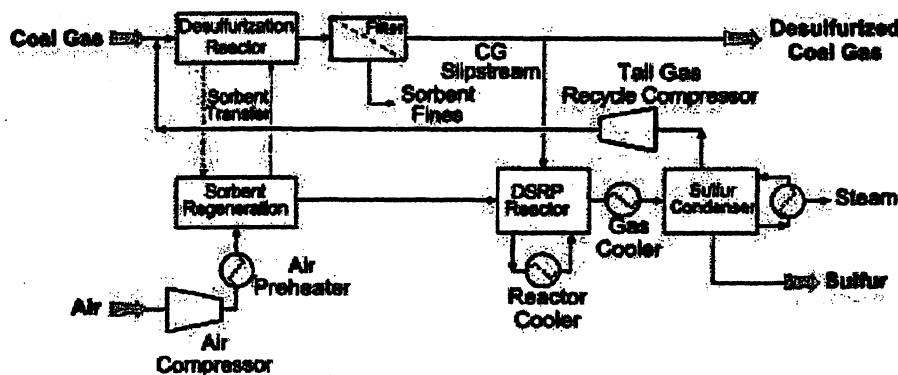 Coal Gas
Desulfurization
Reactor
Filter
Desulfurized
Coal Gas
CG
Slipstream
Tail Gas
Recycle Compressor
Sorbent
Transfer
Sorbent
Fines
Sorbent
Regeneration
DSRP
Reactor
Sulfur
Condenser
Steam
Gas
Cooler
Air
Preheater
Reactor
Cooler
Sulfur
Air
Air
Compressor